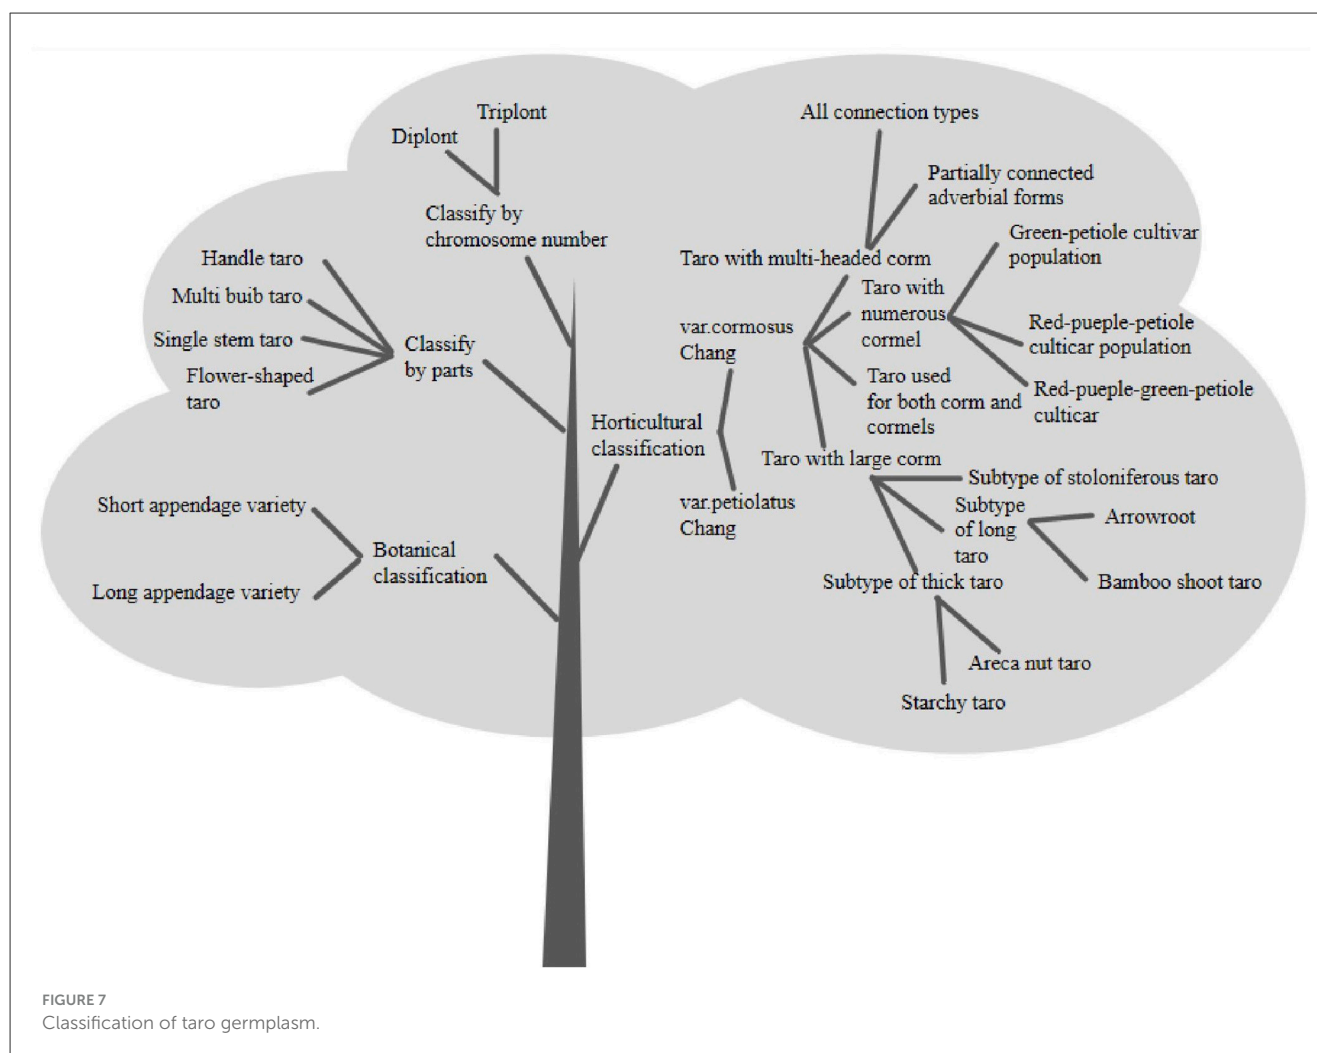 Triplont
Diplont
Classify by
chromosome number
Handle taro
Multi buib taro
Single stem taro
Flower-shaped
taro
Classify
by parts
Short appendage variety
Long appendage variety
Botanical
classification
Horticultural
classification
var.cormosus
Chang
var.petiolatus
Chang
All connection types
Partially connected
adverbial forms
Taro with multi-headed corm
Taro with
numerous
cormel
Green-petiole cultivar
population
Red-pueple-petiole
culticar population
Red-pueple-green-petiole
culticar
Taro used
for both corm and
cormels
Taro with large corm
Subtype of stoloniferous taro
Subtype
of long
taro
Arrowroot
Bamboo shoot taro
Subtype of thick taro
Areca nut taro
Starchy taro
FIGURE 7
Classification of taro germplasm.